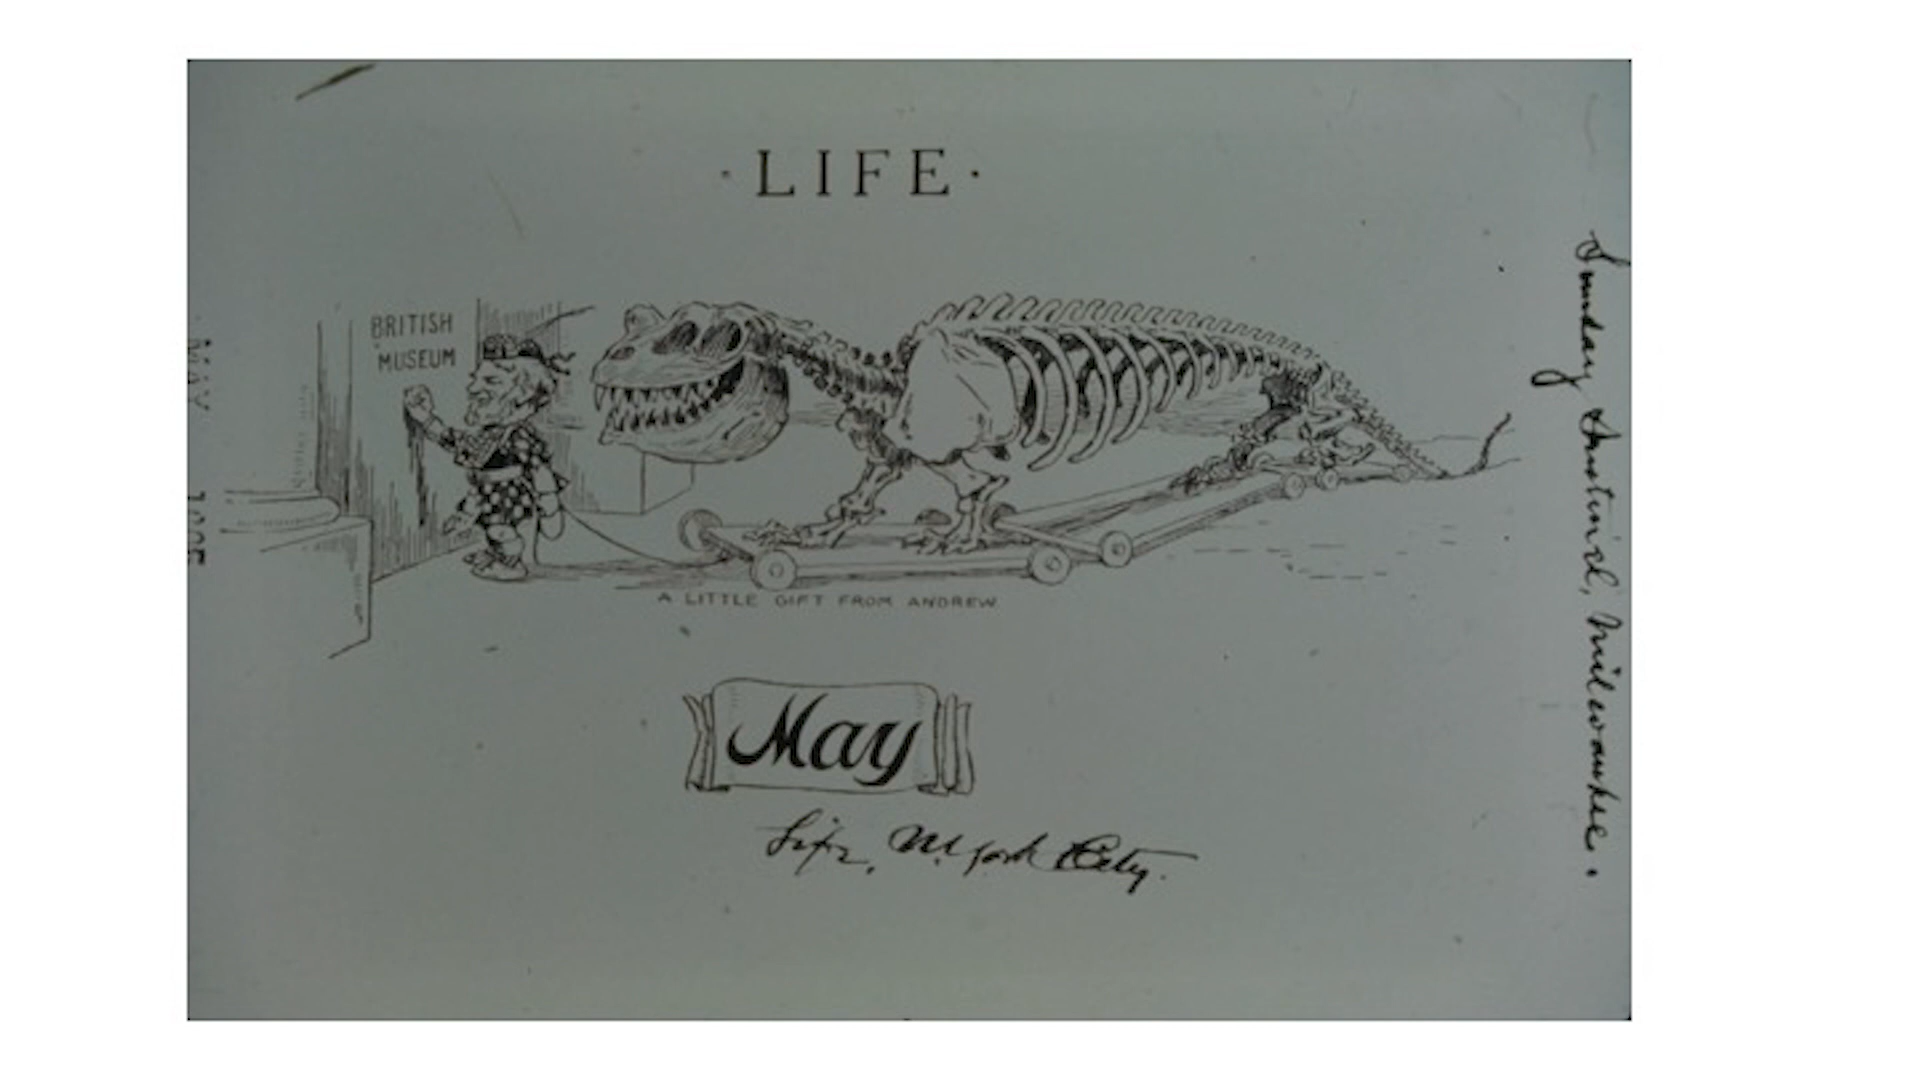 · LIFE ·
BRITISH
MUSEUM
A LITTLE GIFT FROM ANDREW
May
Life, N. York City.
Sunday Sentinel, Milwaukee.